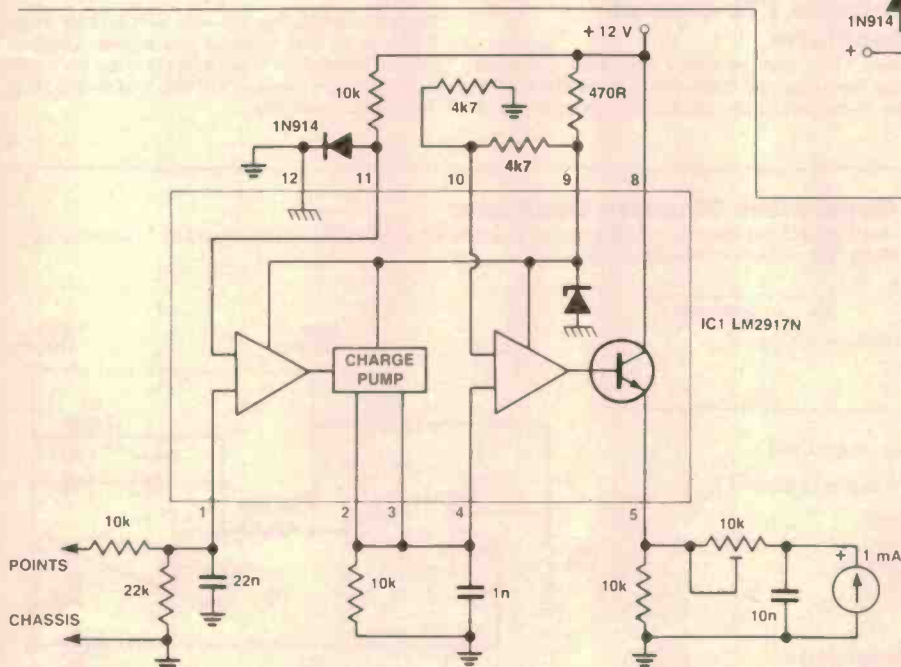 1N914
+
+ 12 V
10k
4k7
470R
1N914
4k7
12
11
10
9
8
IC1 LM2917N
CHARGE
PUMP
1
2
3
4
5
10k
10k
POINTS
22k
22n
10k
1n
10k
+
1 mA
10n
CHASSIS